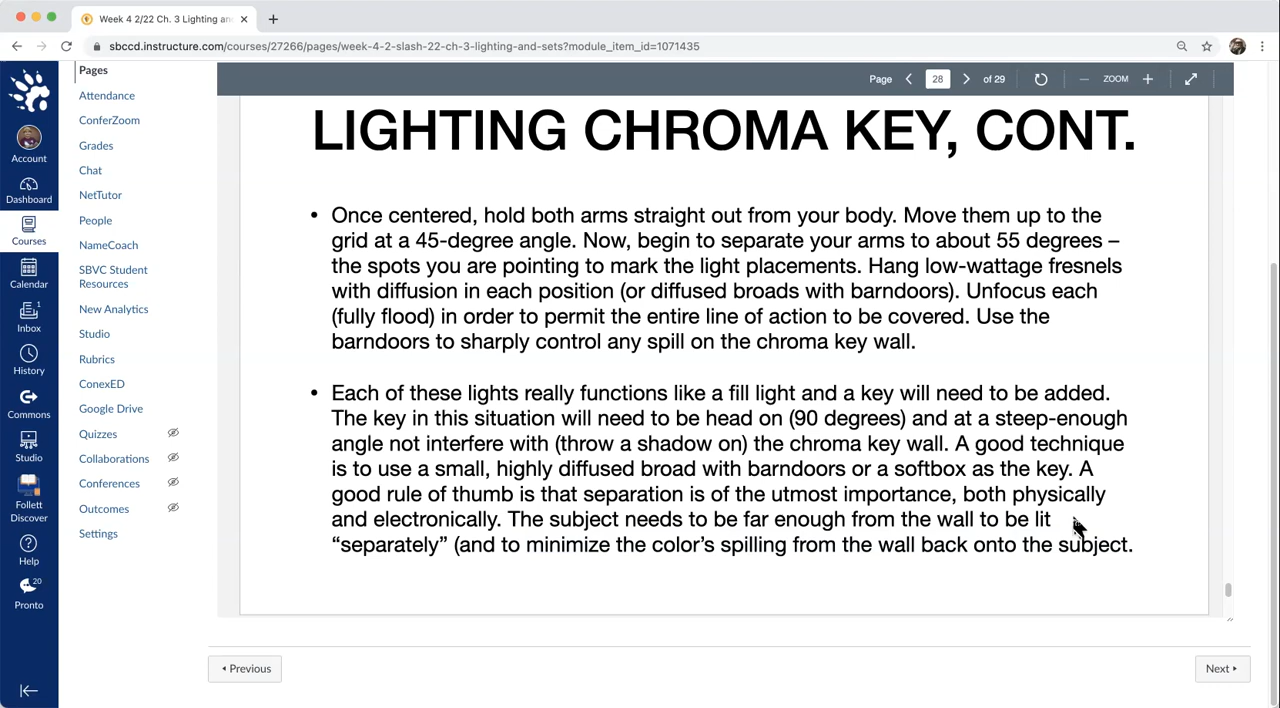 Week 4 2/22 Ch. 3 Lighting an
sbccd.instructure.com/courses/27266/pages/week-4-2-slash-22-ch-3-lighting-and-sets?module_item_id=1071435
Account
Dashboard
Courses
Calendar
1
Inbox
History
Commons
Studio
Follett
Discover
Help
20
Pronto
Pages
Attendance
ConferZoom
Grades
Chat
NetTutor
People
NameCoach
SBVC Student
Resources
New Analytics
Studio
Rubrics
ConexED
Google Drive
Quizzes
Collaborations
Conferences
Outcomes
Settings
Page 28 of 29 ZOOM
LIGHTING CHROMA KEY, CONT.
• Once centered, hold both arms straight out from your body. Move them up to the
grid at a 45-degree angle. Now, begin to separate your arms to about 55 degrees –
the spots you are pointing to mark the light placements. Hang low-wattage fresnels
with diffusion in each position (or diffused broads with barndoors). Unfocus each
(fully flood) in order to permit the entire line of action to be covered. Use the
barndoors to sharply control any spill on the chroma key wall.
• Each of these lights really functions like a fill light and a key will need to be added.
The key in this situation will need to be head on (90 degrees) and at a steep-enough
angle not interfere with (throw a shadow on) the chroma key wall. A good technique
is to use a small, highly diffused broad with barndoors or a softbox as the key. A
good rule of thumb is that separation is of the utmost importance, both physically
and electronically. The subject needs to be far enough from the wall to be lit
“separately” (and to minimize the color’s spilling from the wall back onto the subject.
Previous
Next